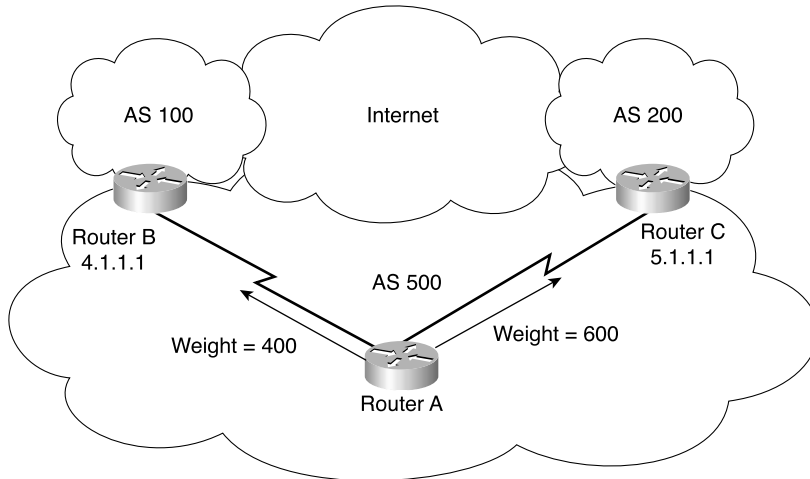 AS 100
Internet
AS 200
Router B
4.1.1.1
Router C
5.1.1.1
AS 500
Weight = 400
Weight = 600
Router A